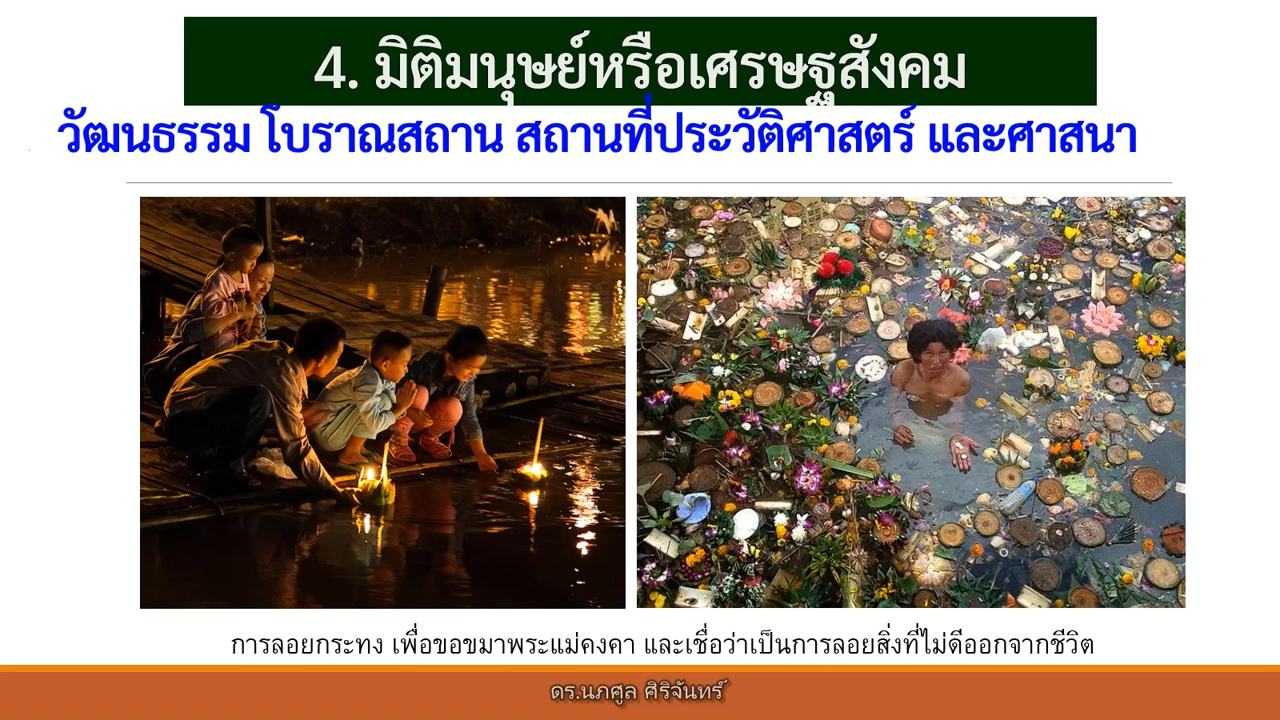 4. มิติมนุษย์หรือเศรษฐสังคม
วัฒนธรรม โบราณสถาน สถานที่ประวัติศาสตร์ และศาสนา
การลอยกระทง เพื่อขอขมาพระแม่คงคา และเชื่อว่าเป็นการลอยสิ่งที่ไม่ดีออกจากชีวิต
ดร.นภศูล ศิริจันทร์